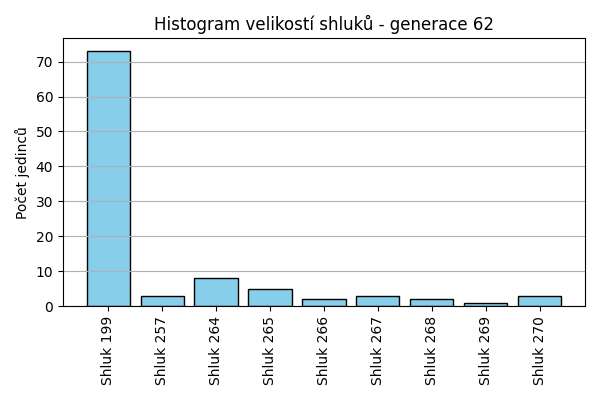 Histogram velikostí shluků - generace 62
Počet jedinců
70
60
50
40
30
20
10
0
Shluk 199
Shluk 257
Shluk 264
Shluk 265
Shluk 266
Shluk 267
Shluk 268
Shluk 269
Shluk 270